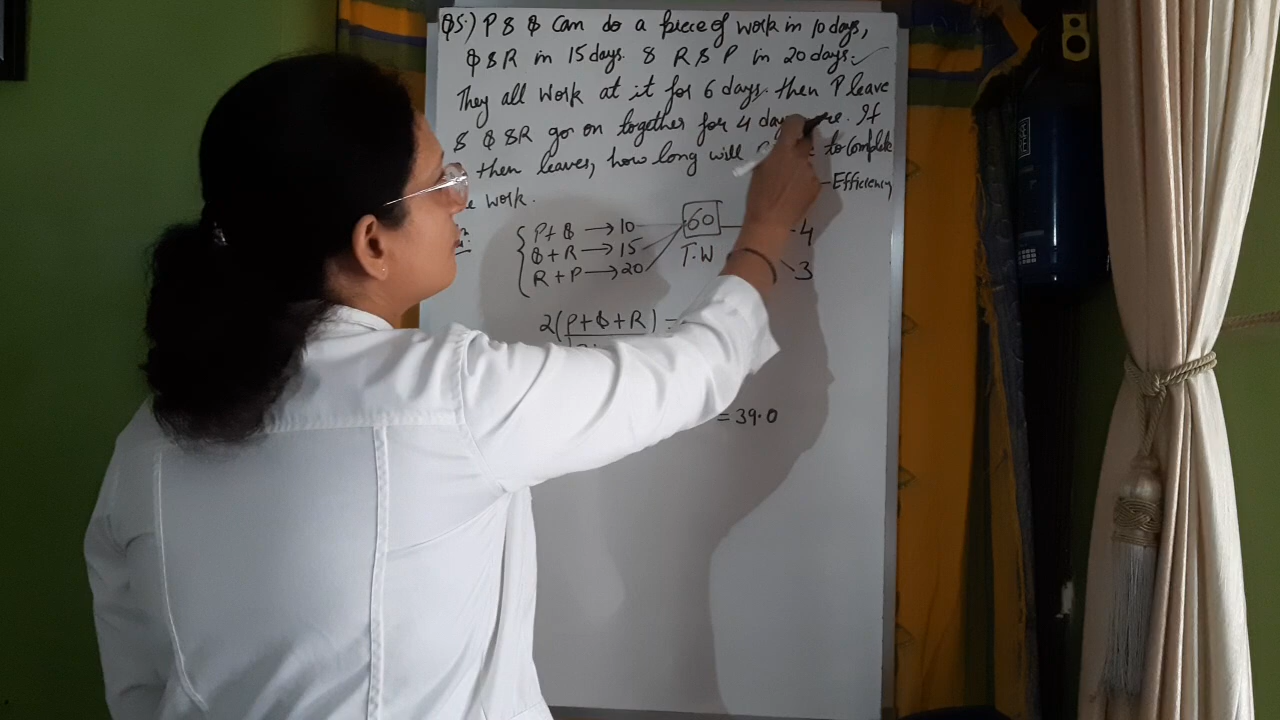 Q5:) P & Q Can do a piece of work in 10 days,
Q & R in 15 days. & R & P in 20 days.
They all work at it for 6 days. then P leave
& Q & R go on together for 4 day. If
then leaves, how long will to Complete
work.
- Efficiency
P+Q → 10
60
Q+R → 15
- 4
R+P → 20
T.W
3
2(P+Q+R) =
= 39.0